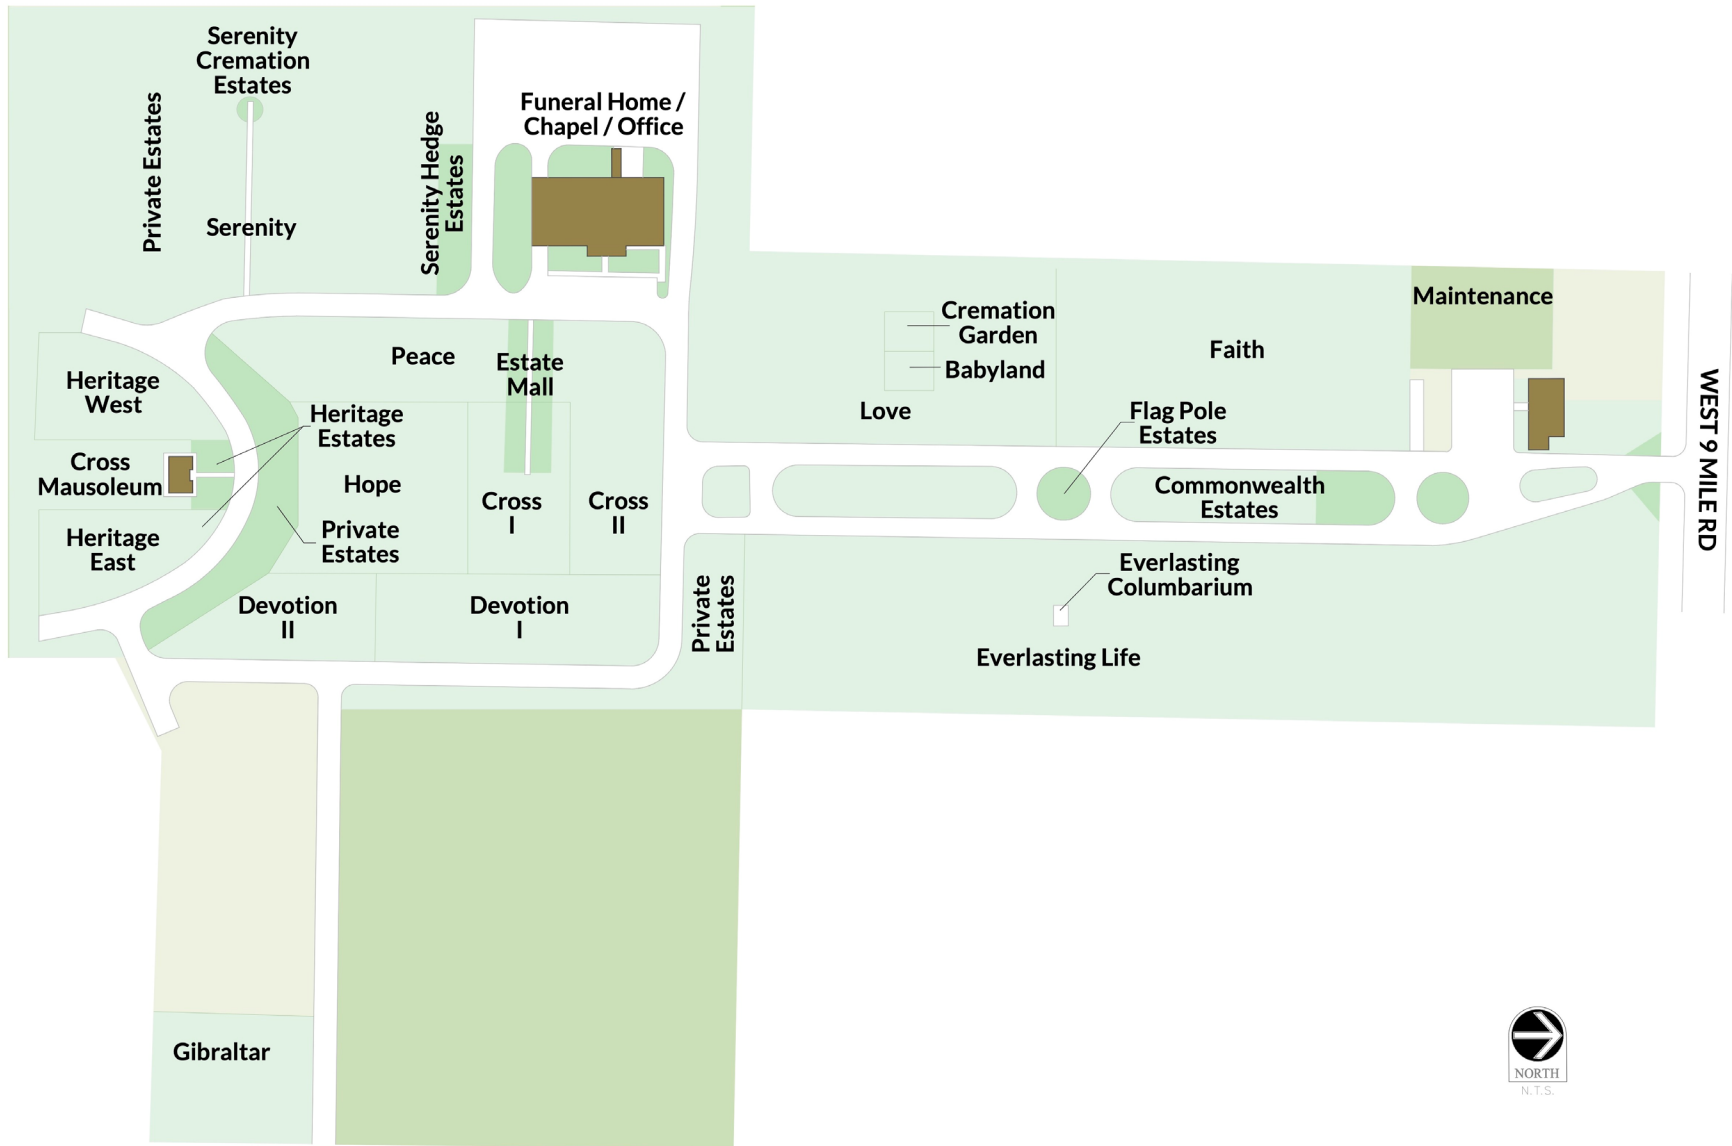 Serenity
Cremation
Estates
Private Estates
Serenity
Serenity Hedge
Estates
Funeral Home /
Chapel / Office
Peace
Estate
Mall
Heritage
West
Heritage
Estates
Cross
Mausoleum
Hope
Cross
I
Cross
II
Heritage
East
Private
Estates
Devotion
II
Devotion
I
Private
Estates
Cremation
Garden
Babyland
Love
Faith
Maintenance
Flag Pole
Estates
Commonwealth
Estates
Everlasting
Columbarium
Everlasting Life
WEST 9 MILE RD
Gibraltar
NORTH
N.T.S.